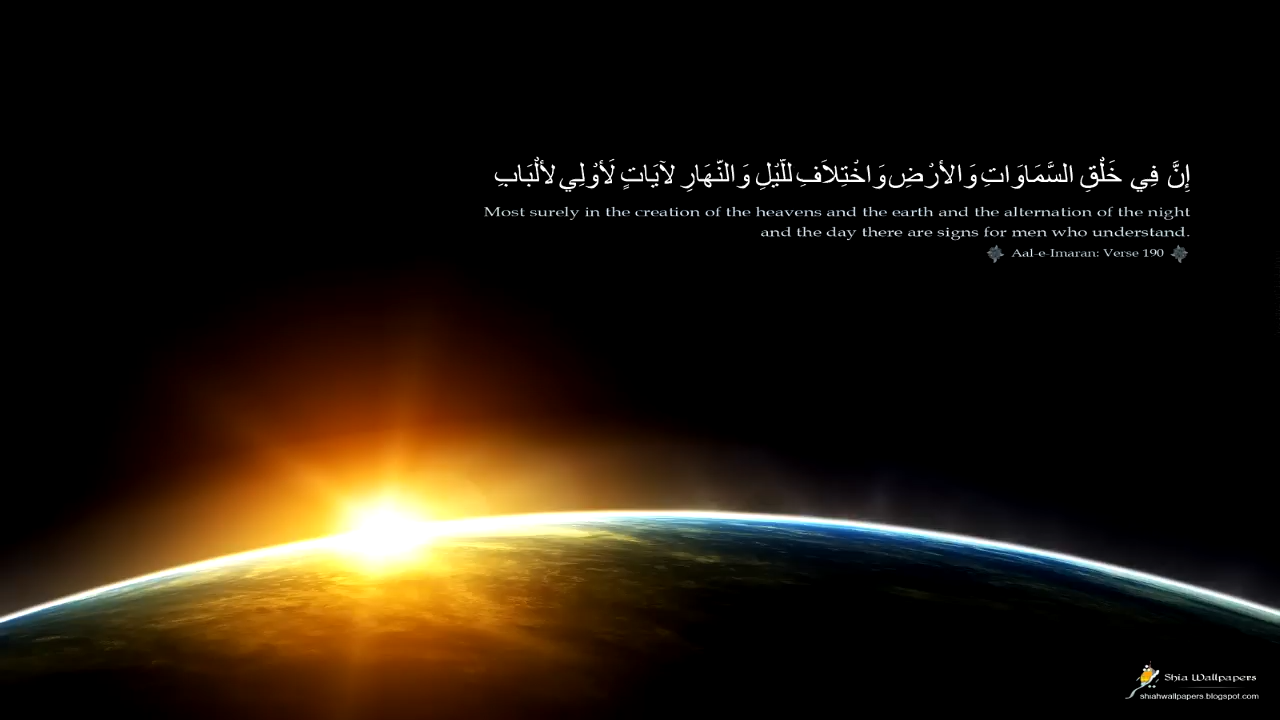 إِنَّ فِي خَلْقِ السَّمَاوَاتِ وَالأَرْضِ وَاخْتِلاَفِ للَّيْلِ وَالنَّهَارِ لآيَاتٍ لَأُوْلِي لأَلْبَابِ
Most surely in the creation of the heavens and the earth and the alternation of the night
and the day there are signs for men who understand.
Aal-e-Imaran: Verse 190
Shia Wallpapers
shiahwallpapers.blogspot.com